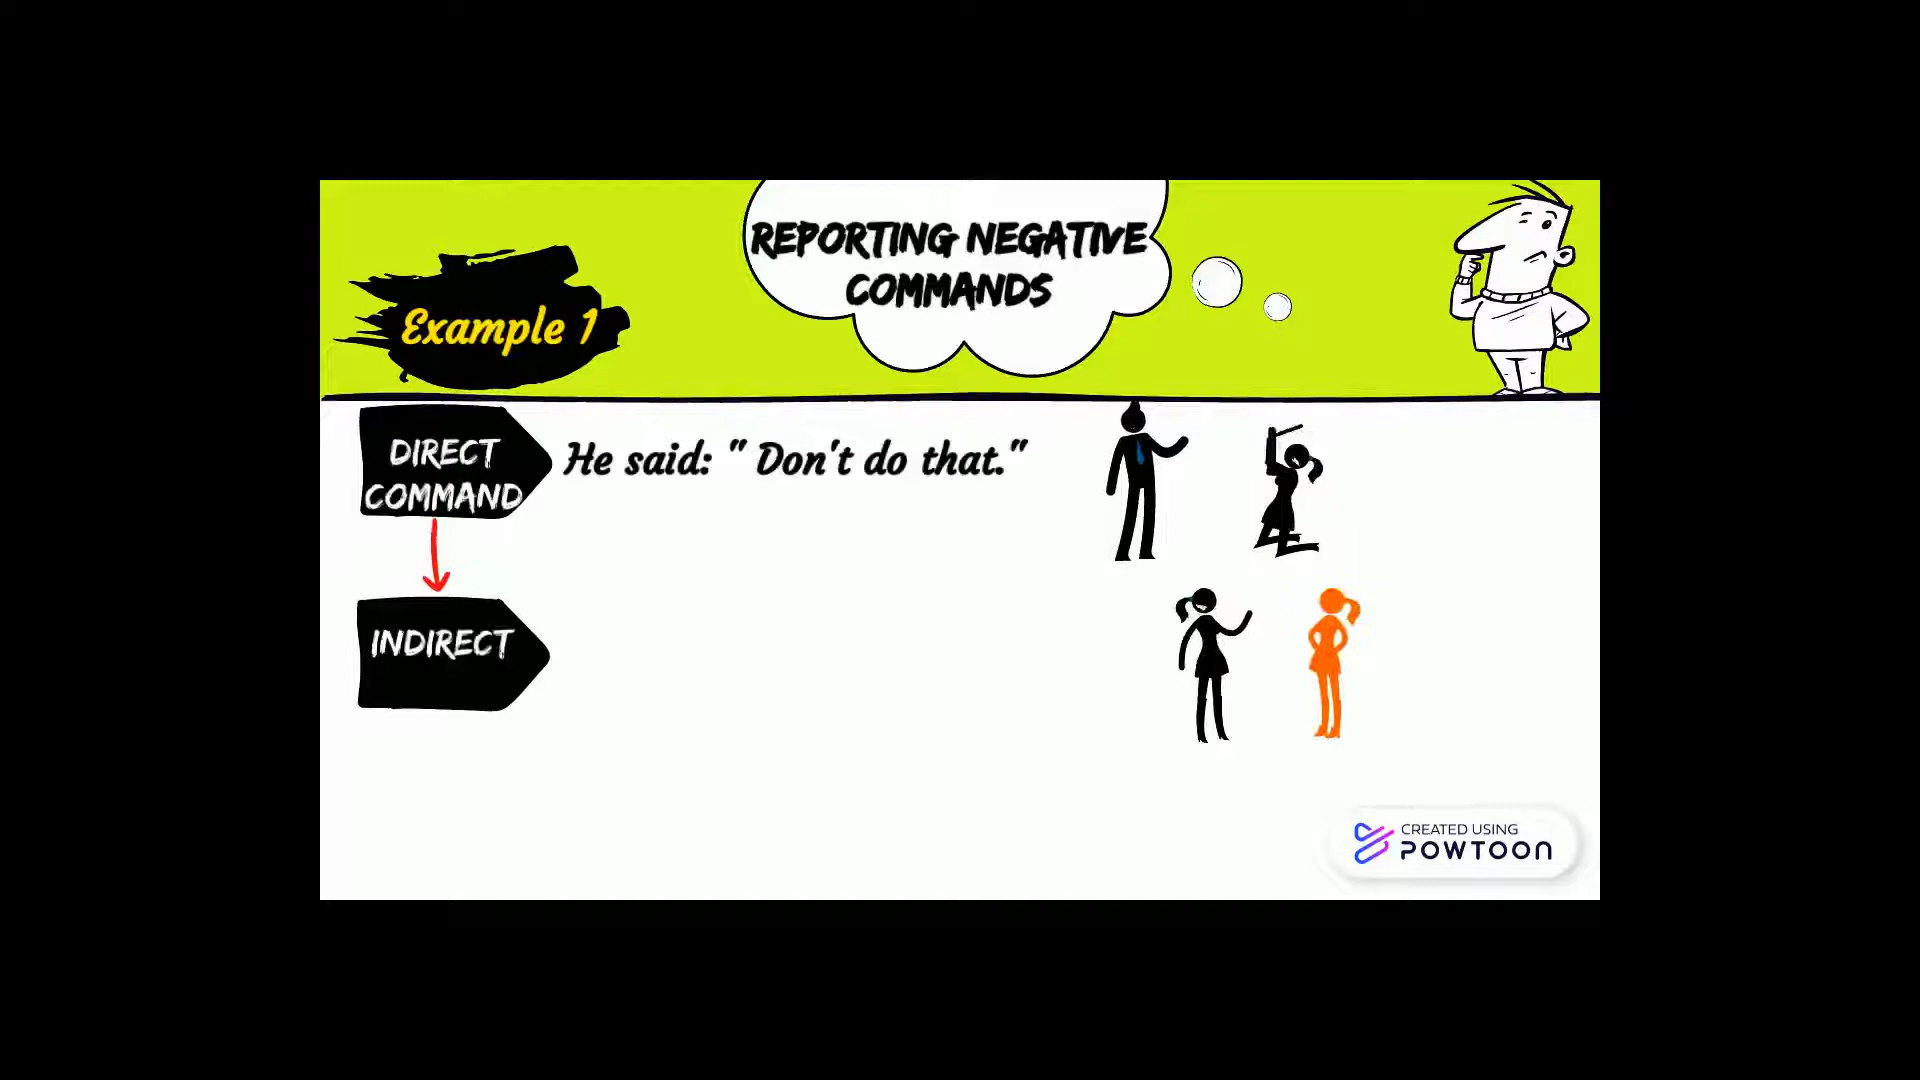 REPORTING NEGATIVE
COMMANDS
Example 1
DIRECT
COMMAND
He said: " Don't do that."
INDIRECT
CREATED USING
POWTOON